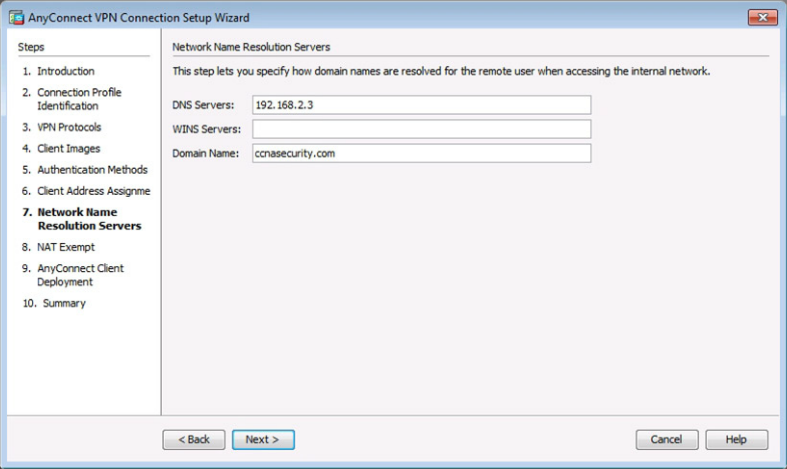 AnyConnect VPN Connection Setup Wizard
Steps
1. Introduction
2. Connection Profile
Identification
3. VPN Protocols
4. Client Images
5. Authentication Methods
6. Client Address Assignme
7. Network Name
Resolution Servers
8. NAT Exempt
9. AnyConnect Client
Deployment
10. Summary
Network Name Resolution Servers
This step lets you specify how domain names are resolved for the remote user when accessing the internal network.
DNS Servers: 192.168.2.3
WINS Servers:
Domain Name: ccnasecurity.com
< Back Next > Cancel Help